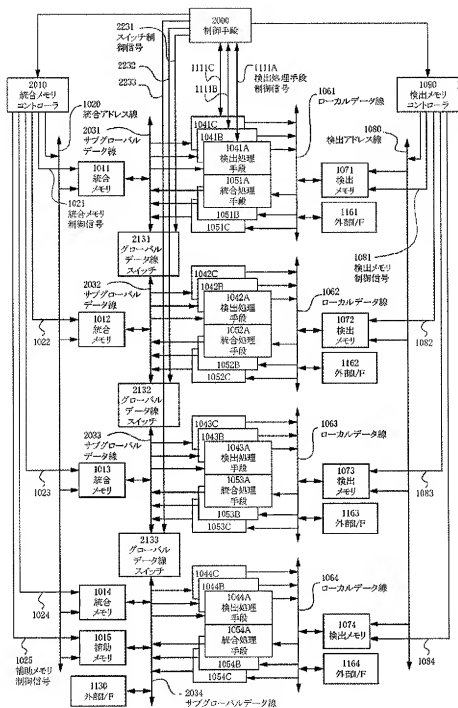 2231
スイッチ制
御信号
2232
2233
2000
制御手段
1111C
1111B
1111A
検出処理手段
制御信号
2010
統合メモリ
コントローラ
1020
統合アドレス線
2031
サブグローバル
データ線
1041C
1041B
1041A
検出処理
手段
1051A
統合処理
手段
1051B
1051C
1061
ローカルデータ線
1090
検出メモリ
コントローラ
1080
検出アドレス線
1011
統合
メモリ
1021
統合メモリ
制御信号
1071
検出
メモリ
1161
外部I/F
1081
検出メモリ
制御信号
2131
グローバル
データ線
スイッチ
2032
サブグローバル
データ線
1042C
1042B
1042A
検出処理
手段
1052A
統合処理
手段
1052B
1052C
1062
ローカルデータ線
1012
統合
メモリ
1022
1072
検出
メモリ
1082
1162
外部I/F
2132
グローバル
データ線
スイッチ
2033
サブグローバル
データ線
1043C
1043B
1043A
検出処理
手段
1053A
統合処理
手段
1053B
1053C
1063
ローカルデータ線
1013
統合
メモリ
1023
1073
検出
メモリ
1083
1163
外部I/F
2133
グローバル
データ線
スイッチ
1044C
1044B
1044A
検出処理
手段
1054A
統合処理
手段
1054B
1054C
1064
ローカルデータ線
1014
統合
メモリ
1024
1015
補助
メモリ
1025
補助メモリ
制御信号
1074
検出メモリ
1084
1164
外部I/F
1130
外部I/F
2034
サブグローバルデータ線